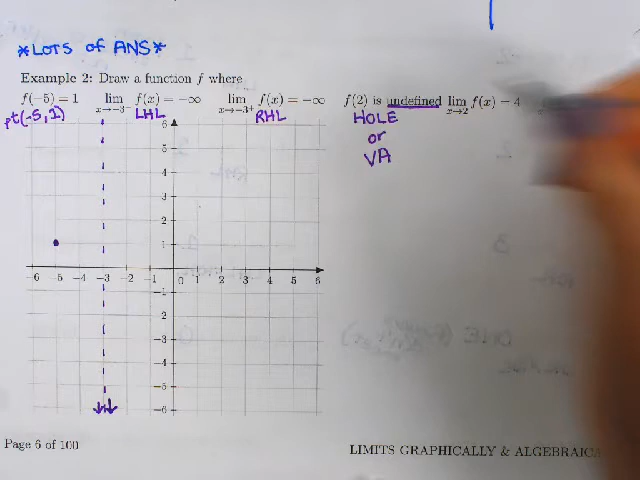 *LOTS of ANS*
Example 2: Draw a function f where
f(−5) = 1 lim x→−3⁻ f(x) = −∞ lim x→−3⁺ f(x) = −∞ f(2) is undefined lim x→2 f(x) = 4
pt(-5,1) LHL RHL HOLE
or
VA
6
5
4
3
2
1
−6 −5 −4 −3 −2 −1 0 1 2 3 4 5 6
−1
−2
−3
−4
−5
−6
Page 6 of 100 LIMITS GRAPHICALLY &